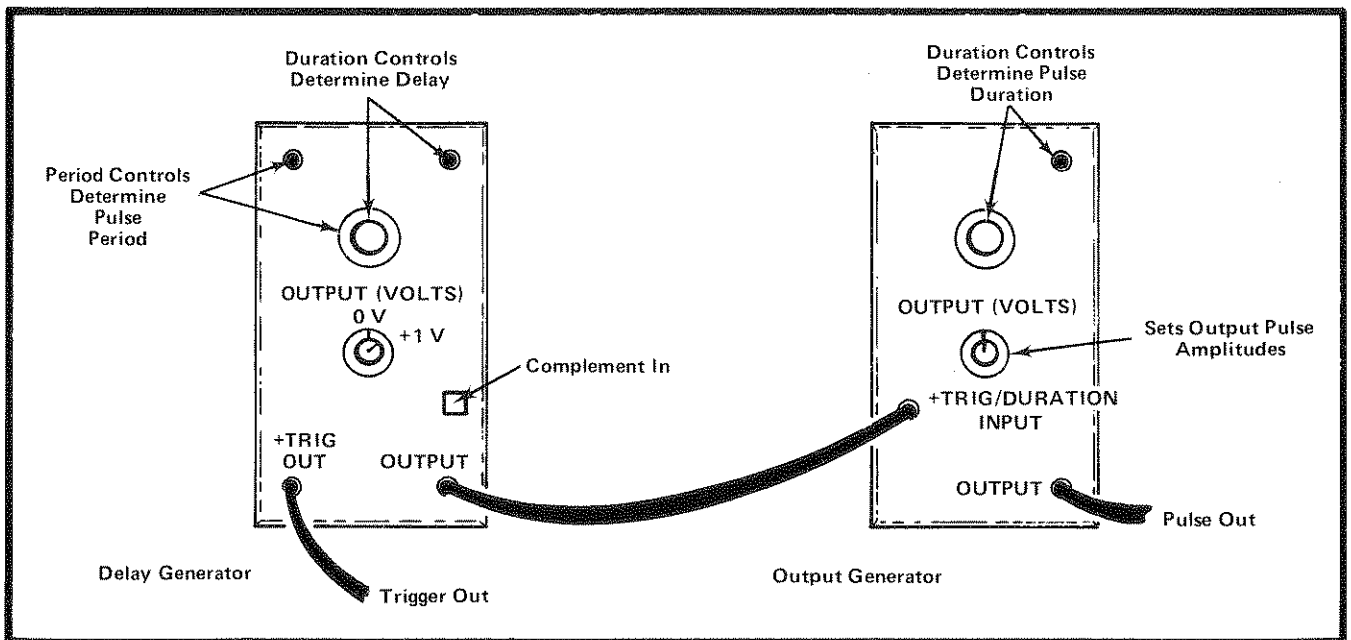 Duration Controls
Determine Delay
Duration Controls
Determine Pulse
Duration
Period Controls
Determine
Pulse
Period
OUTPUT (VOLTS)
0 V
+1 V
OUTPUT (VOLTS)
Sets Output Pulse
Amplitudes
Complement In
+TRIG/DURATION
INPUT
+TRIG
OUT
OUTPUT
OUTPUT
Pulse Out
Delay Generator
Trigger Out
Output Generator